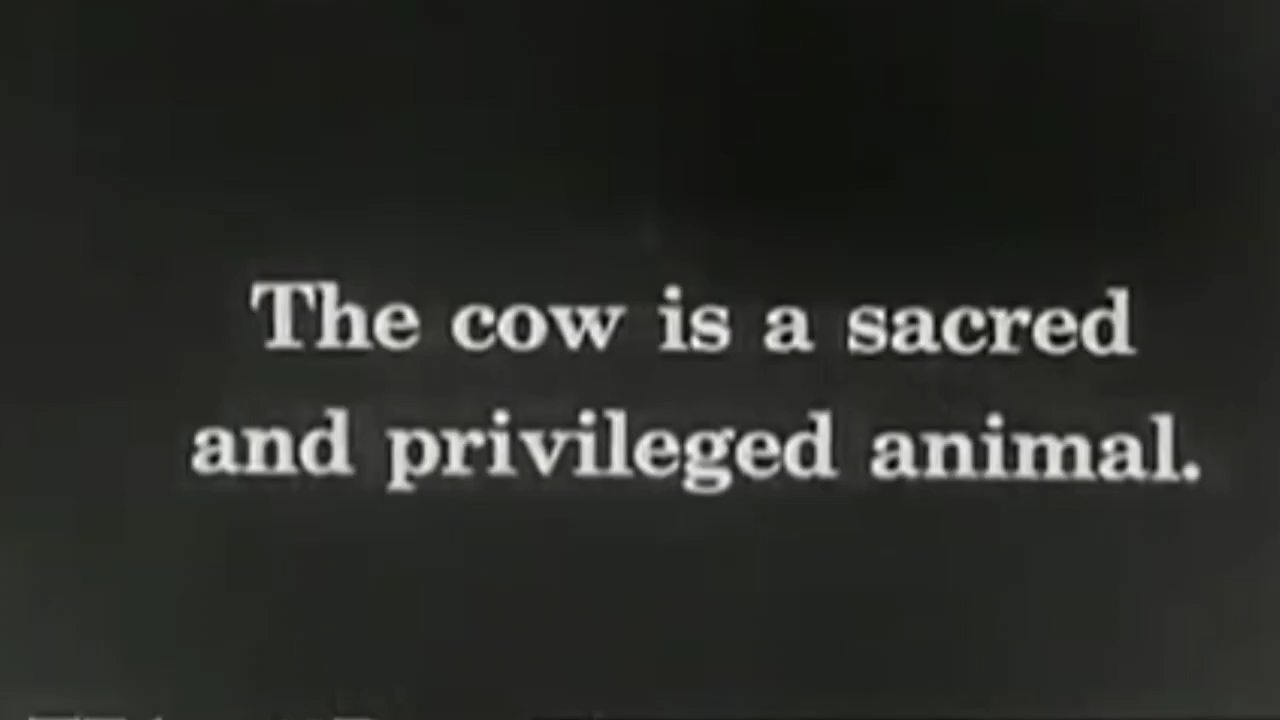 The cow is a sacred
and privileged animal.